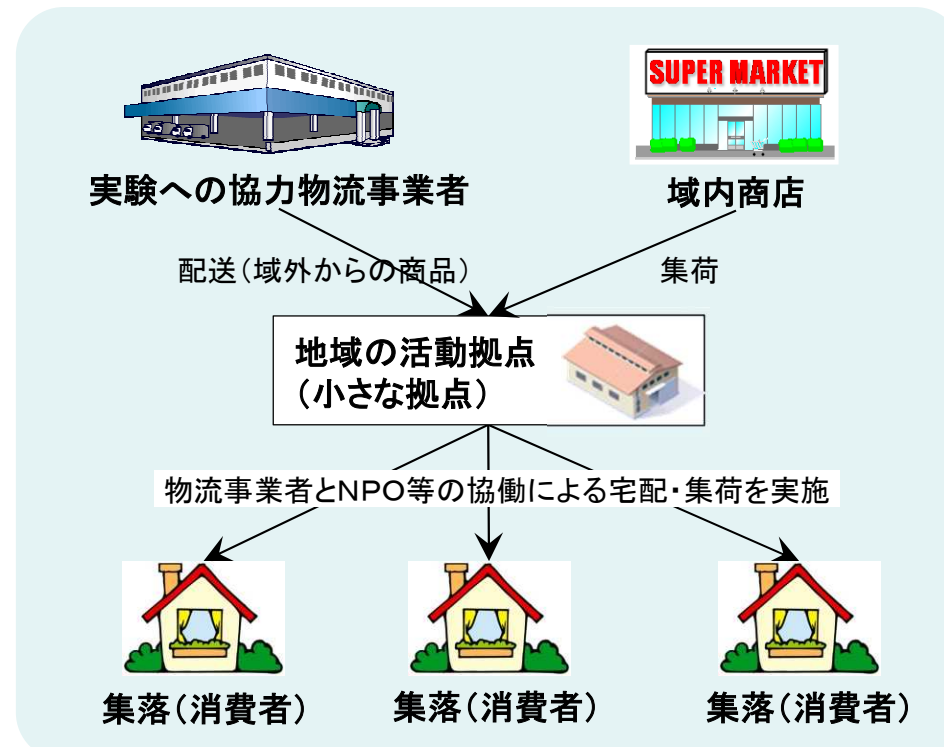 SUPER MARKET
実験への協力物流事業者
域内商店
配送（域外からの商品）
集荷
地域の活動拠点
（小さな拠点）
物流事業者とＮＰＯ等の協働による宅配・集荷を実施
集落（消費者）
集落（消費者）
集落（消費者）